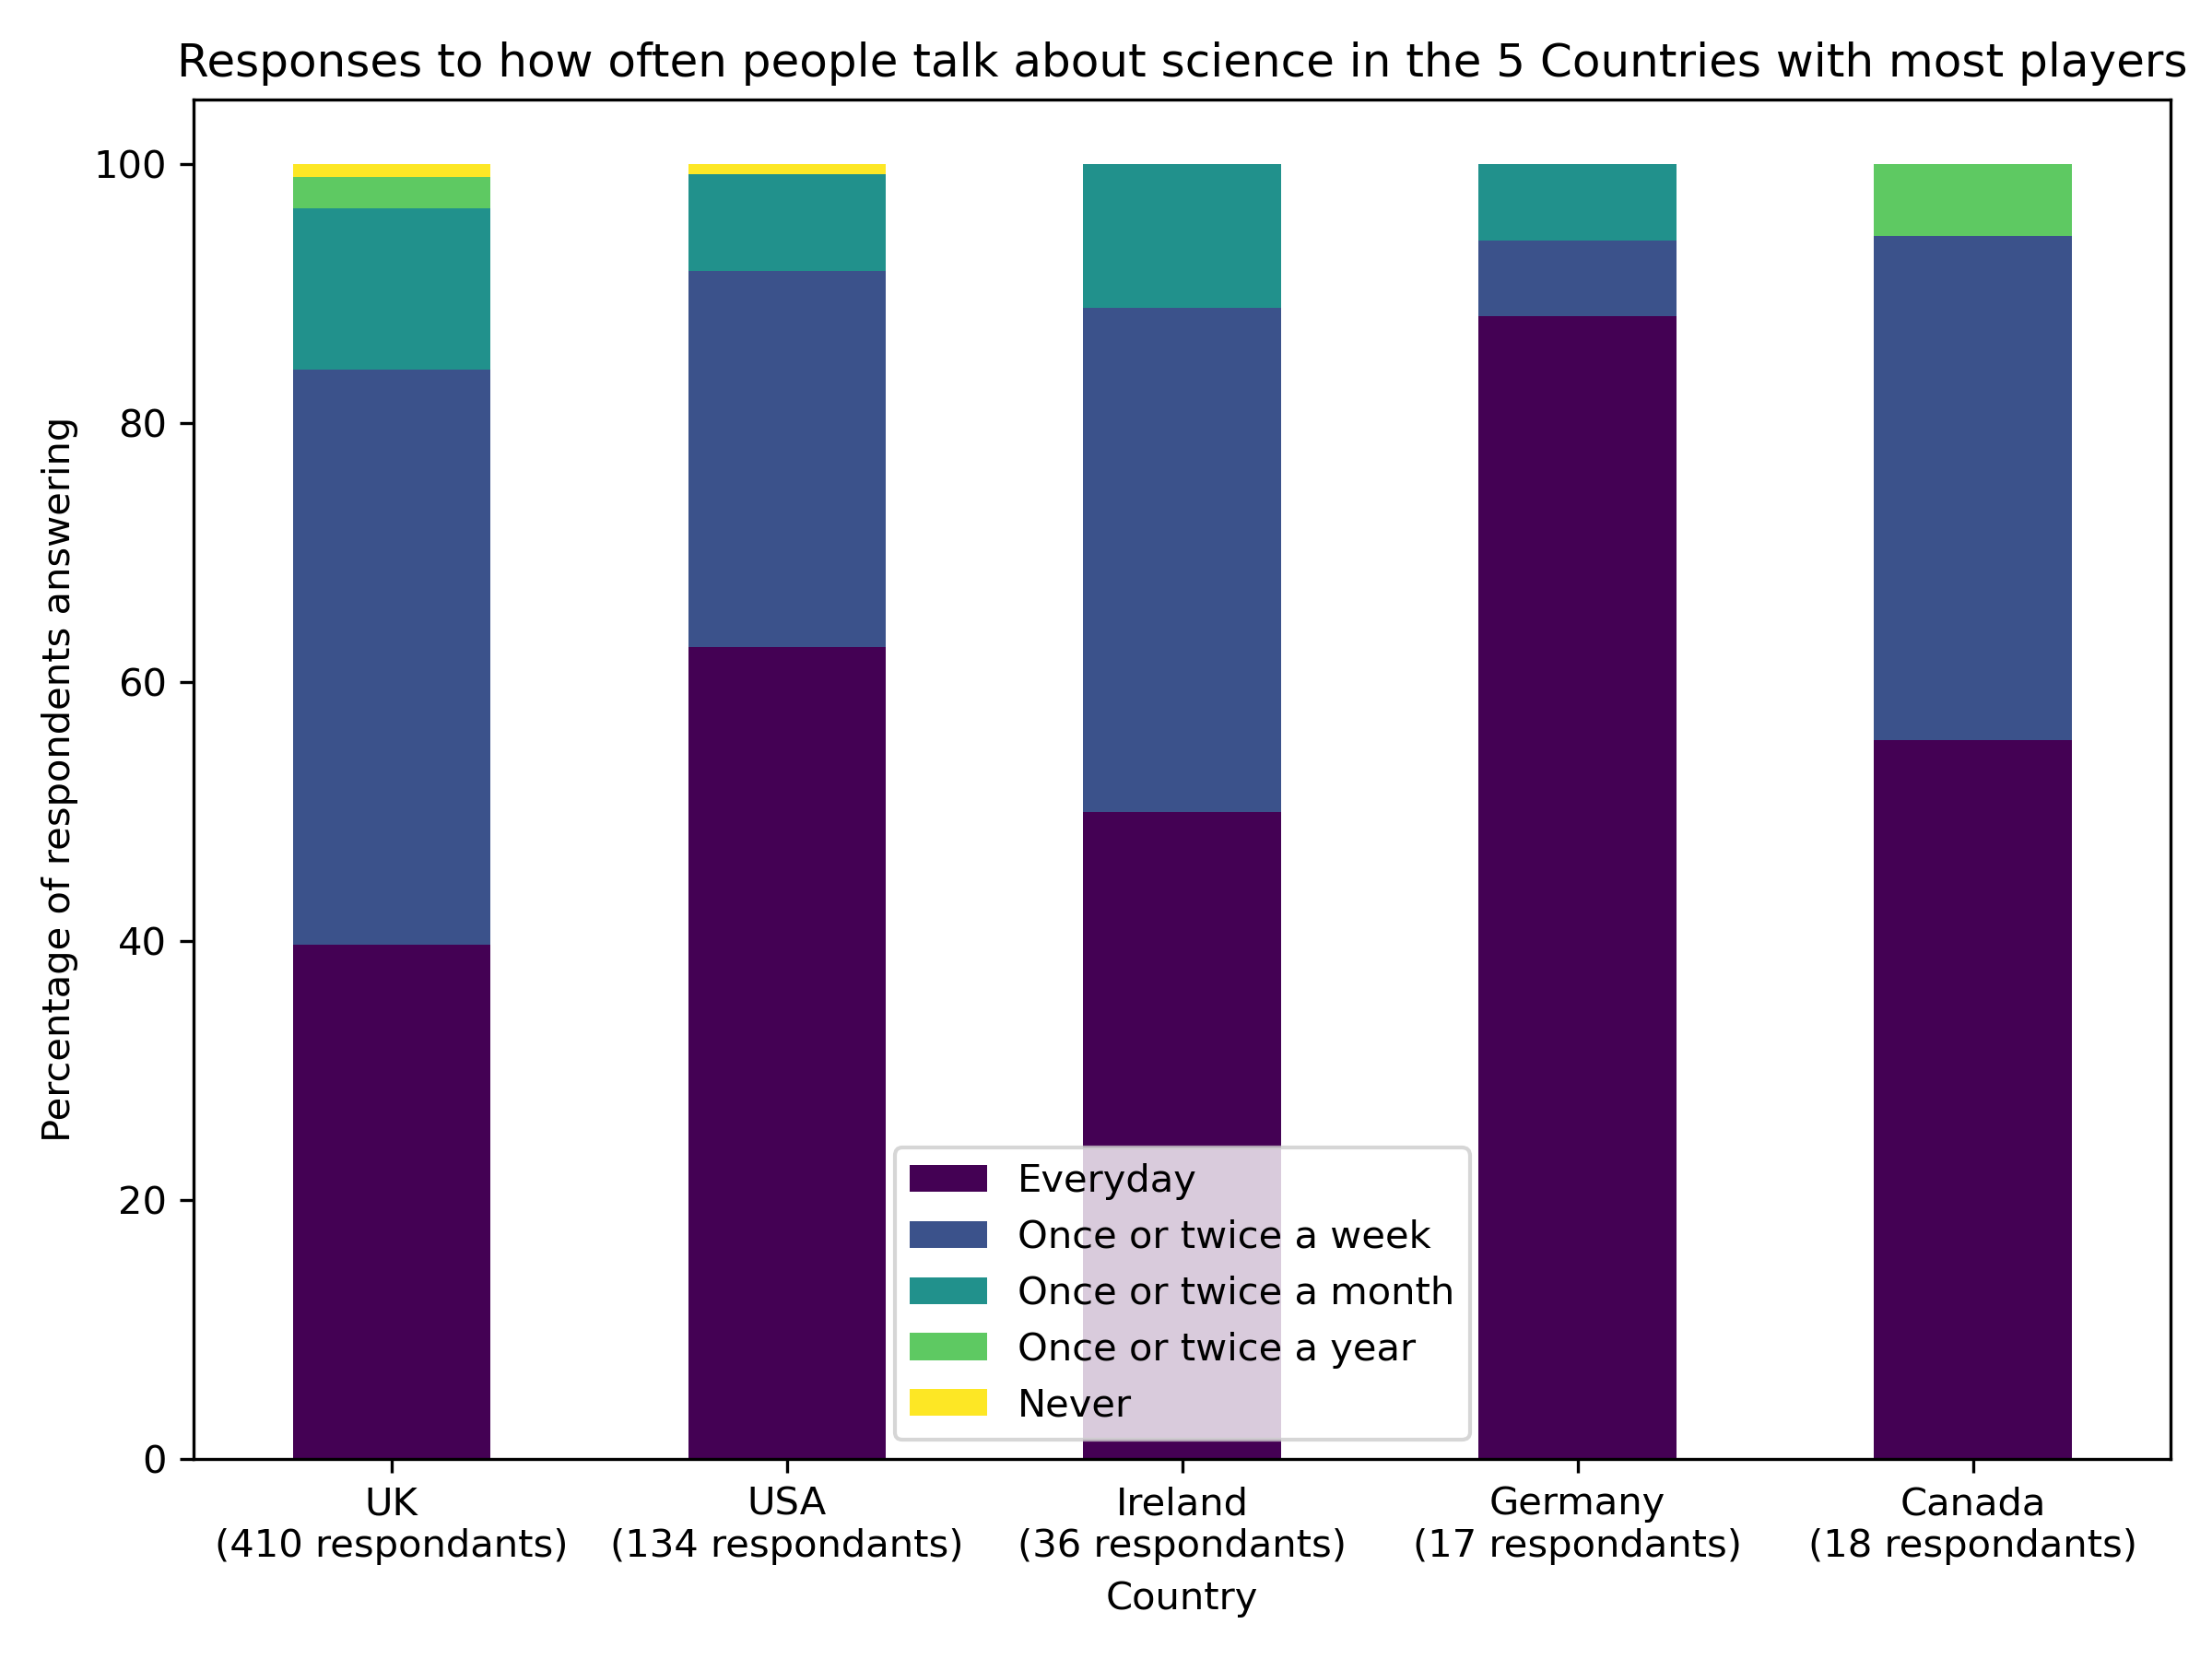 Responses to how often people talk about science in the 5 Countries with most players
Percentage of respondents answering
100
80
60
40
20
0
Everyday
Once or twice a week
Once or twice a month
Once or twice a year
Never
UK
(410 respondants)
USA
(134 respondants)
Ireland
(36 respondants)
Germany
(17 respondants)
Canada
(18 respondants)
Country